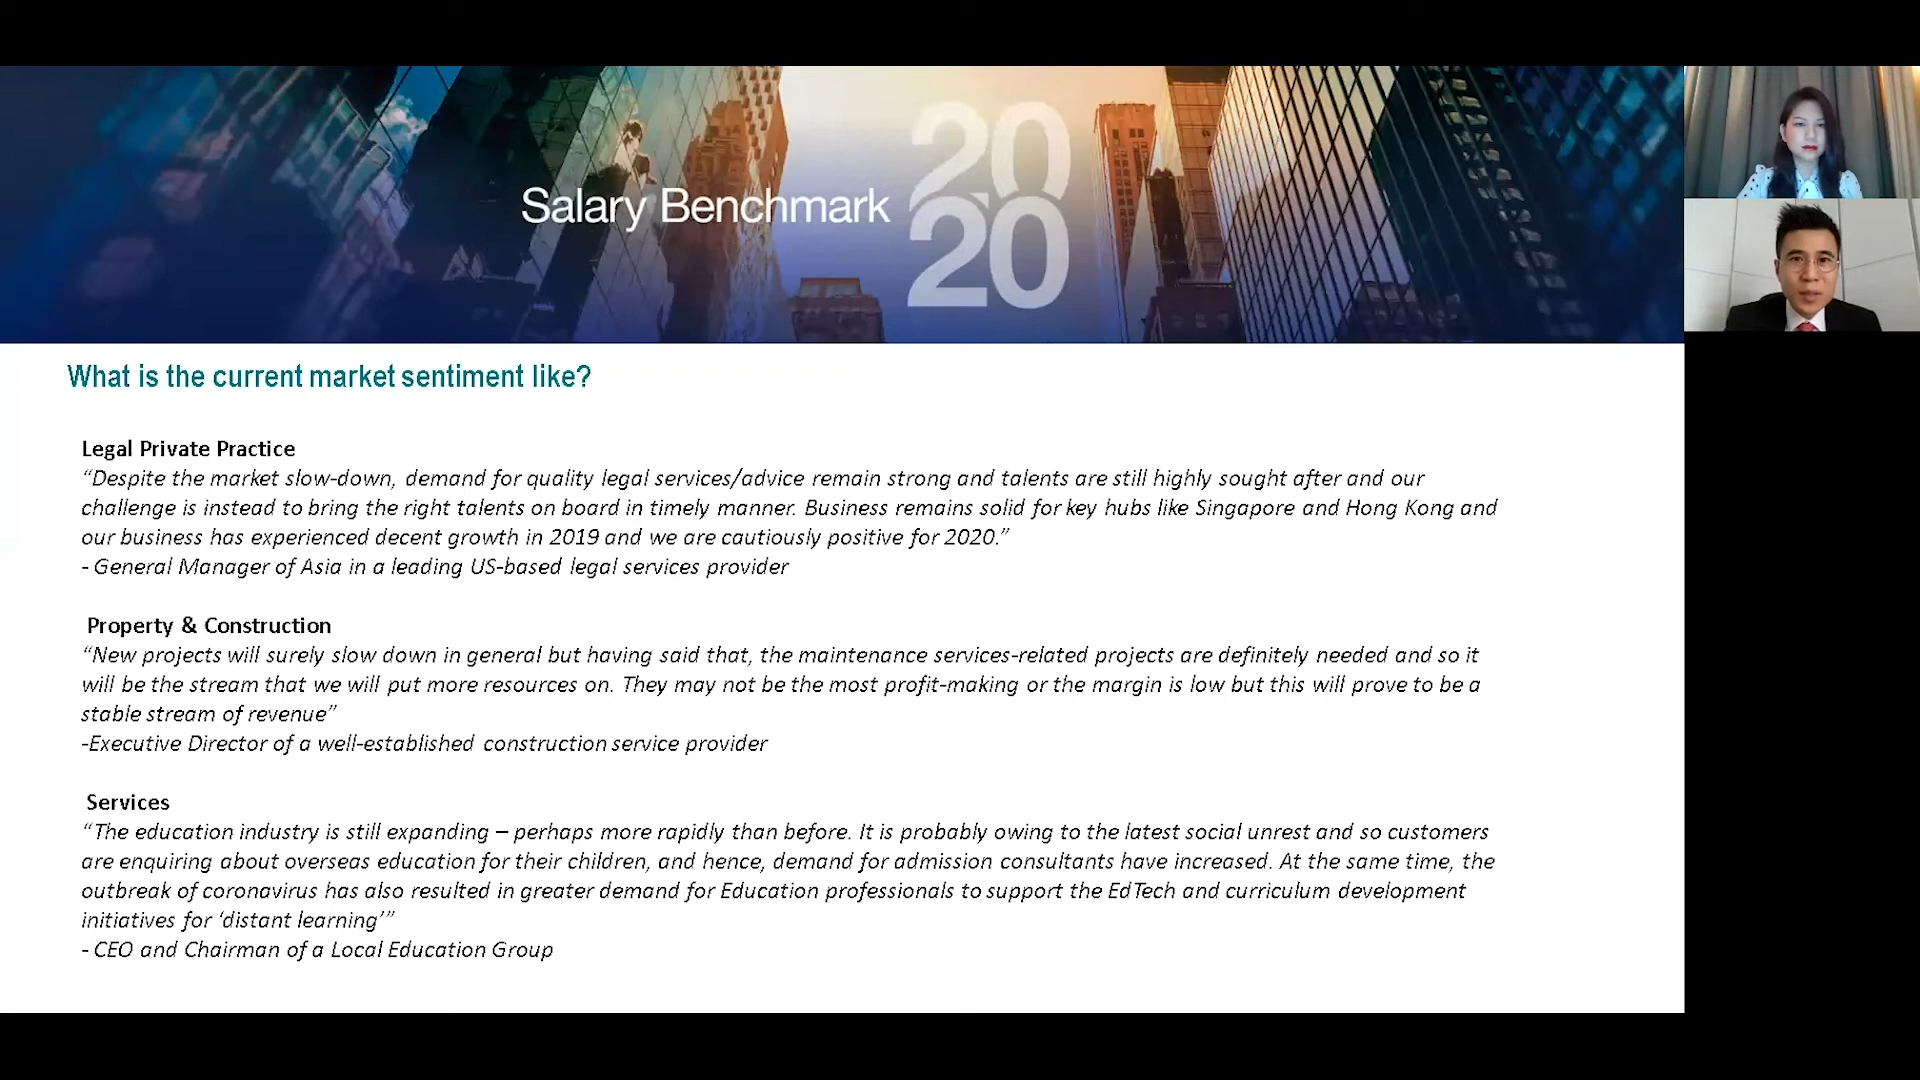 Salary Benchmark
20
20
What is the current market sentiment like?
Legal Private Practice
“Despite the market slow-down, demand for quality legal services/advice remain strong and talents are still highly sought after and our
challenge is instead to bring the right talents on board in timely manner. Business remains solid for key hubs like Singapore and Hong Kong and
our business has experienced decent growth in 2019 and we are cautiously positive for 2020.”
- General Manager of Asia in a leading US-based legal services provider
Property & Construction
“New projects will surely slow down in general but having said that, the maintenance services-related projects are definitely needed and so it
will be the stream that we will put more resources on. They may not be the most profit-making or the margin is low but this will prove to be a
stable stream of revenue”
-Executive Director of a well-established construction service provider
Services
“The education industry is still expanding – perhaps more rapidly than before. It is probably owing to the latest social unrest and so customers
are enquiring about overseas education for their children, and hence, demand for admission consultants have increased. At the same time, the
outbreak of coronavirus has also resulted in greater demand for Education professionals to support the EdTech and curriculum development
initiatives for ‘distant learning’”
- CEO and Chairman of a Local Education Group